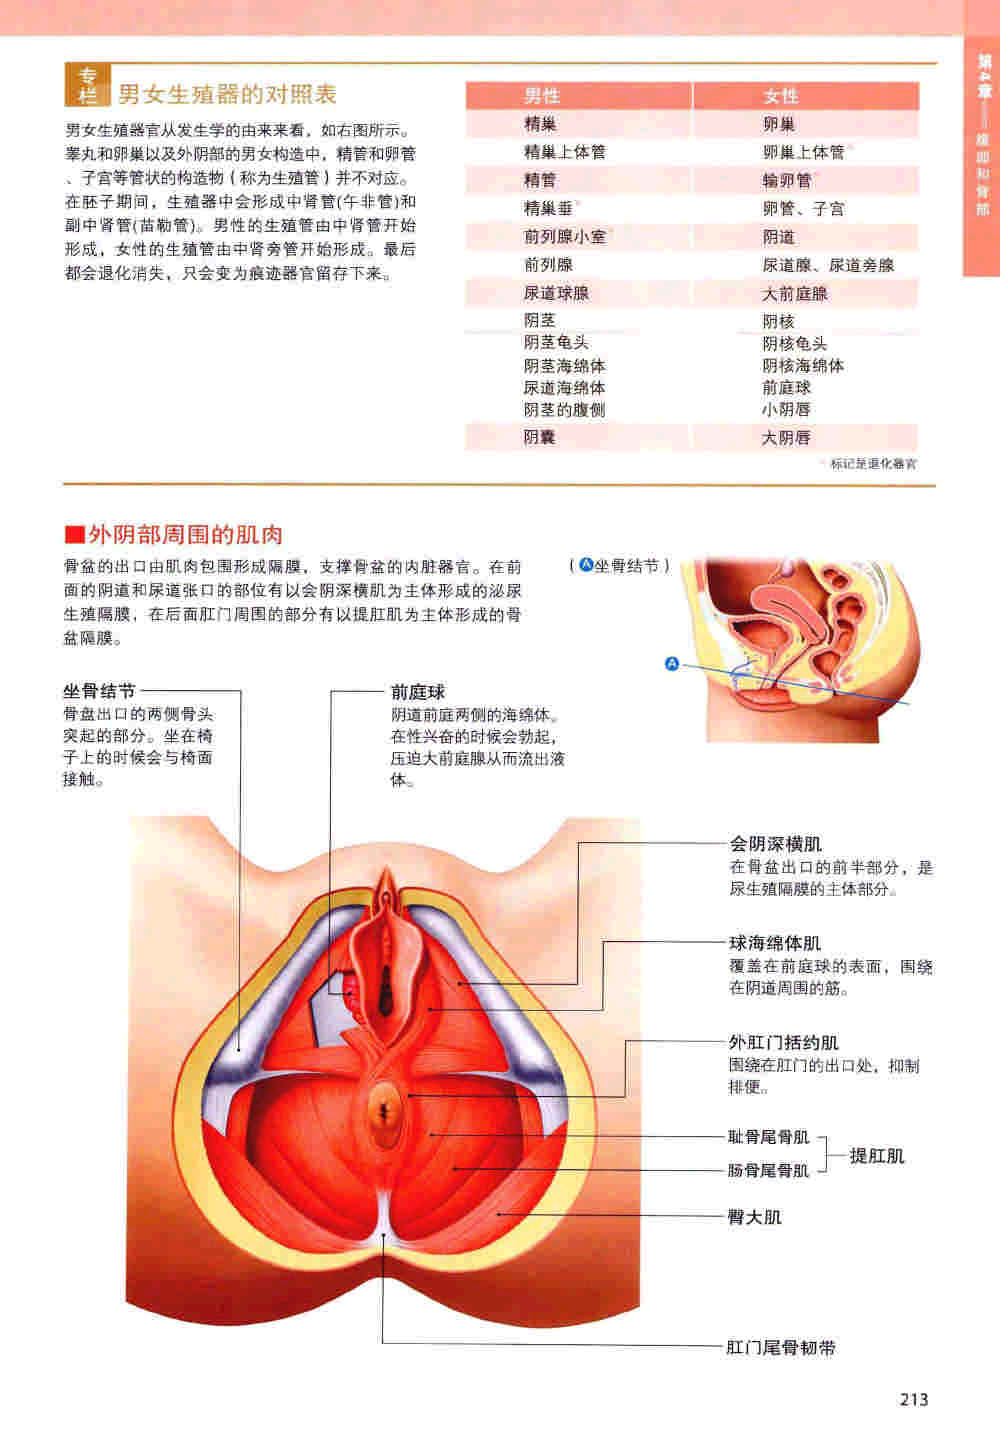 专栏
男女生殖器的对照表
男女生殖器官从发生学的由来来看，如右图所示。
睾丸和卵巢以及外阴部的男女构造中，精管和卵管
、子宫等管状的构造物（称为生殖管）并不对应。
在胚子期间，生殖器中会形成中肾管(午非管)和
副中肾管(苗勒管)。男性的生殖管由中肾管开始
形成，女性的生殖管由中肾旁管开始形成。最后
都会退化消失，只会变为痕迹器官留存下来。
男性 女性
精巢 卵巢
精巢上体管 卵巢上体管*
精管 输卵管*
精巢垂* 卵管、子宫
前列腺小室* 阴道
前列腺 尿道腺、尿道旁腺
尿道球腺 大前庭腺
阴茎 阴核
阴茎龟头 阴核龟头
阴茎海绵体 阴核海绵体
尿道海绵体 前庭球
阴茎的腹侧 小阴唇
阴囊 大阴唇
*标记是退化器官
第4章——腹部和背部
■外阴部周围的肌肉
骨盆的出口由肌肉包围形成隔膜，支撑骨盆的内脏器官。在前
面的阴道和尿道张口的部位有以会阴深横肌为主体形成的泌尿
生殖隔膜，在后面肛门周围的部分有以提肛肌为主体形成的骨
盆隔膜。
（A坐骨结节）
A
坐骨结节
骨盘出口的两侧骨头
突起的部分。坐在椅
子上的时候会与椅面
接触。
前庭球
阴道前庭两侧的海绵体。
在性兴奋的时候会勃起，
压迫大前庭腺从而流出液
体。
会阴深横肌
在骨盆出口的前半部分，是
尿生殖隔膜的主体部分。
球海绵体肌
覆盖在前庭球的表面，围绕
在阴道周围的筋。
外肛门括约肌
围绕在肛门的出口处，抑制
排便。
耻骨尾骨肌
肠骨尾骨肌
提肛肌
臀大肌
肛门尾骨韧带
213